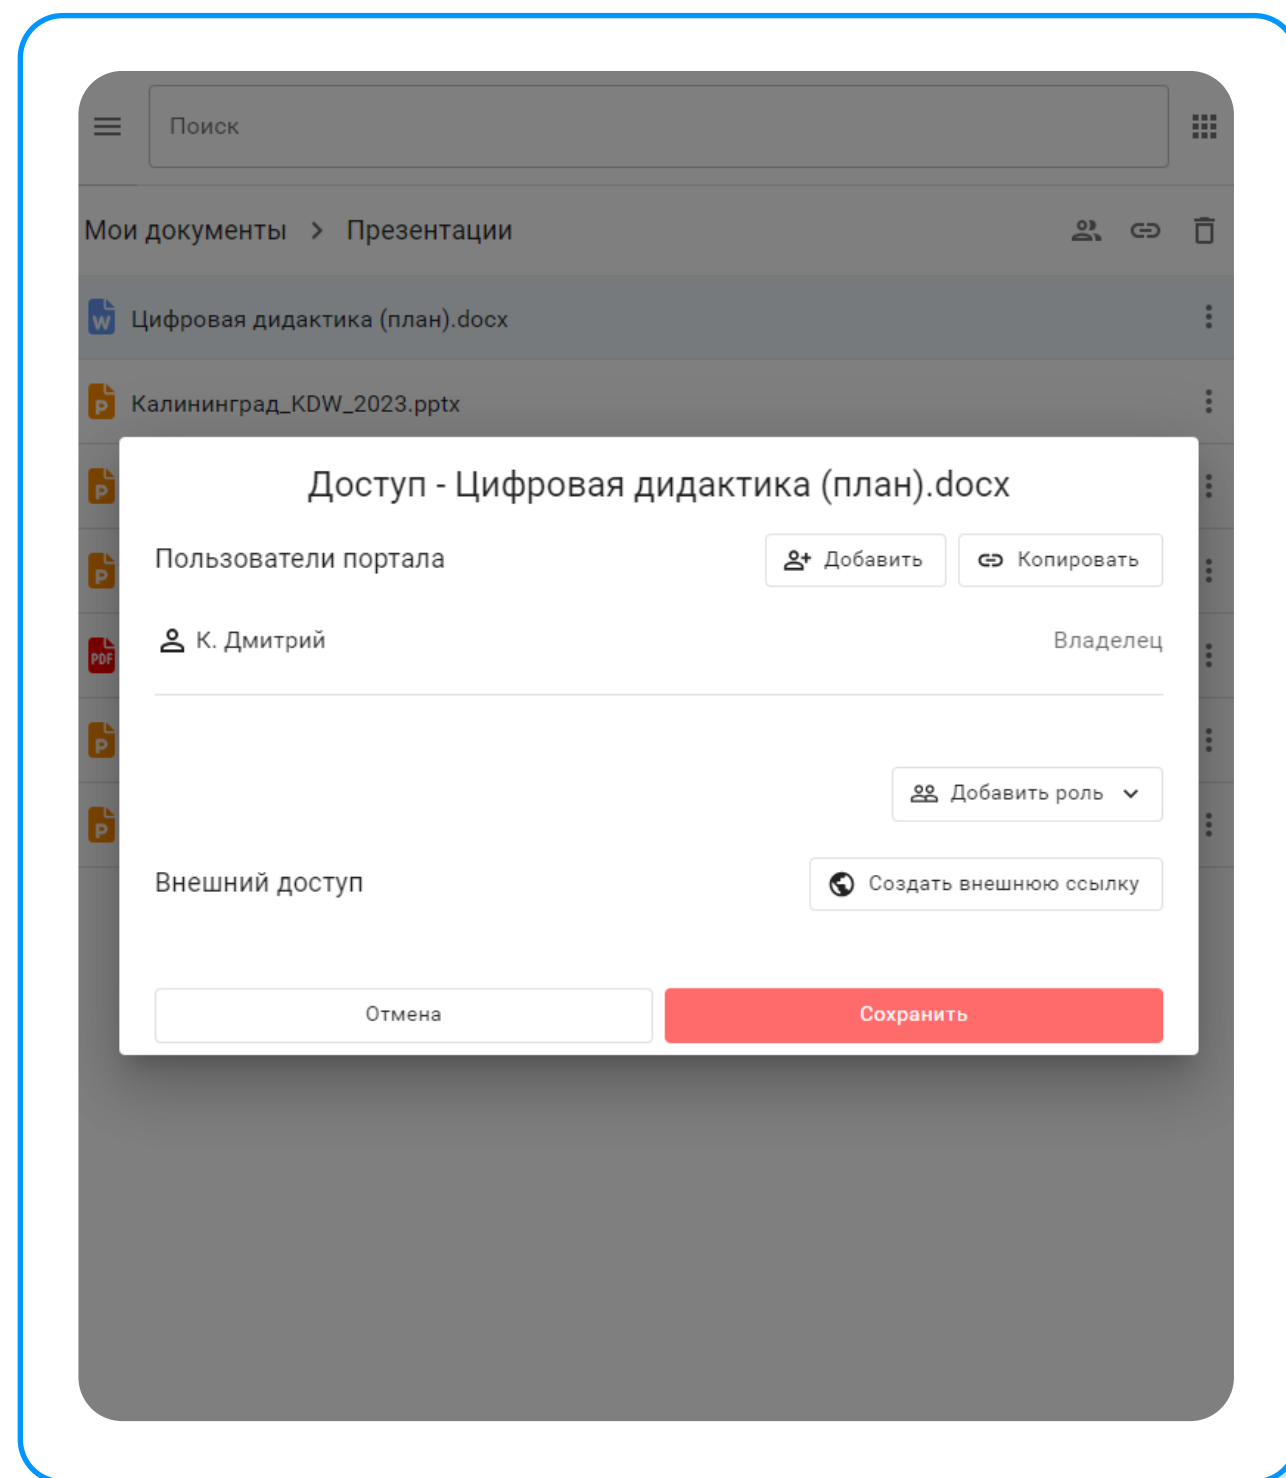 Поиск
Мои документы > Презентации
W Цифровая дидактика (план).docx
P Калининград_KDW_2023.pptx
P
Доступ - Цифровая дидактика (план).docx
Пользователи портала Добавить Копировать
P
К. Дмитрий Владелец
PDF
P
Добавить роль
P
Внешний доступ Создать внешнюю ссылку
Отмена Сохранить